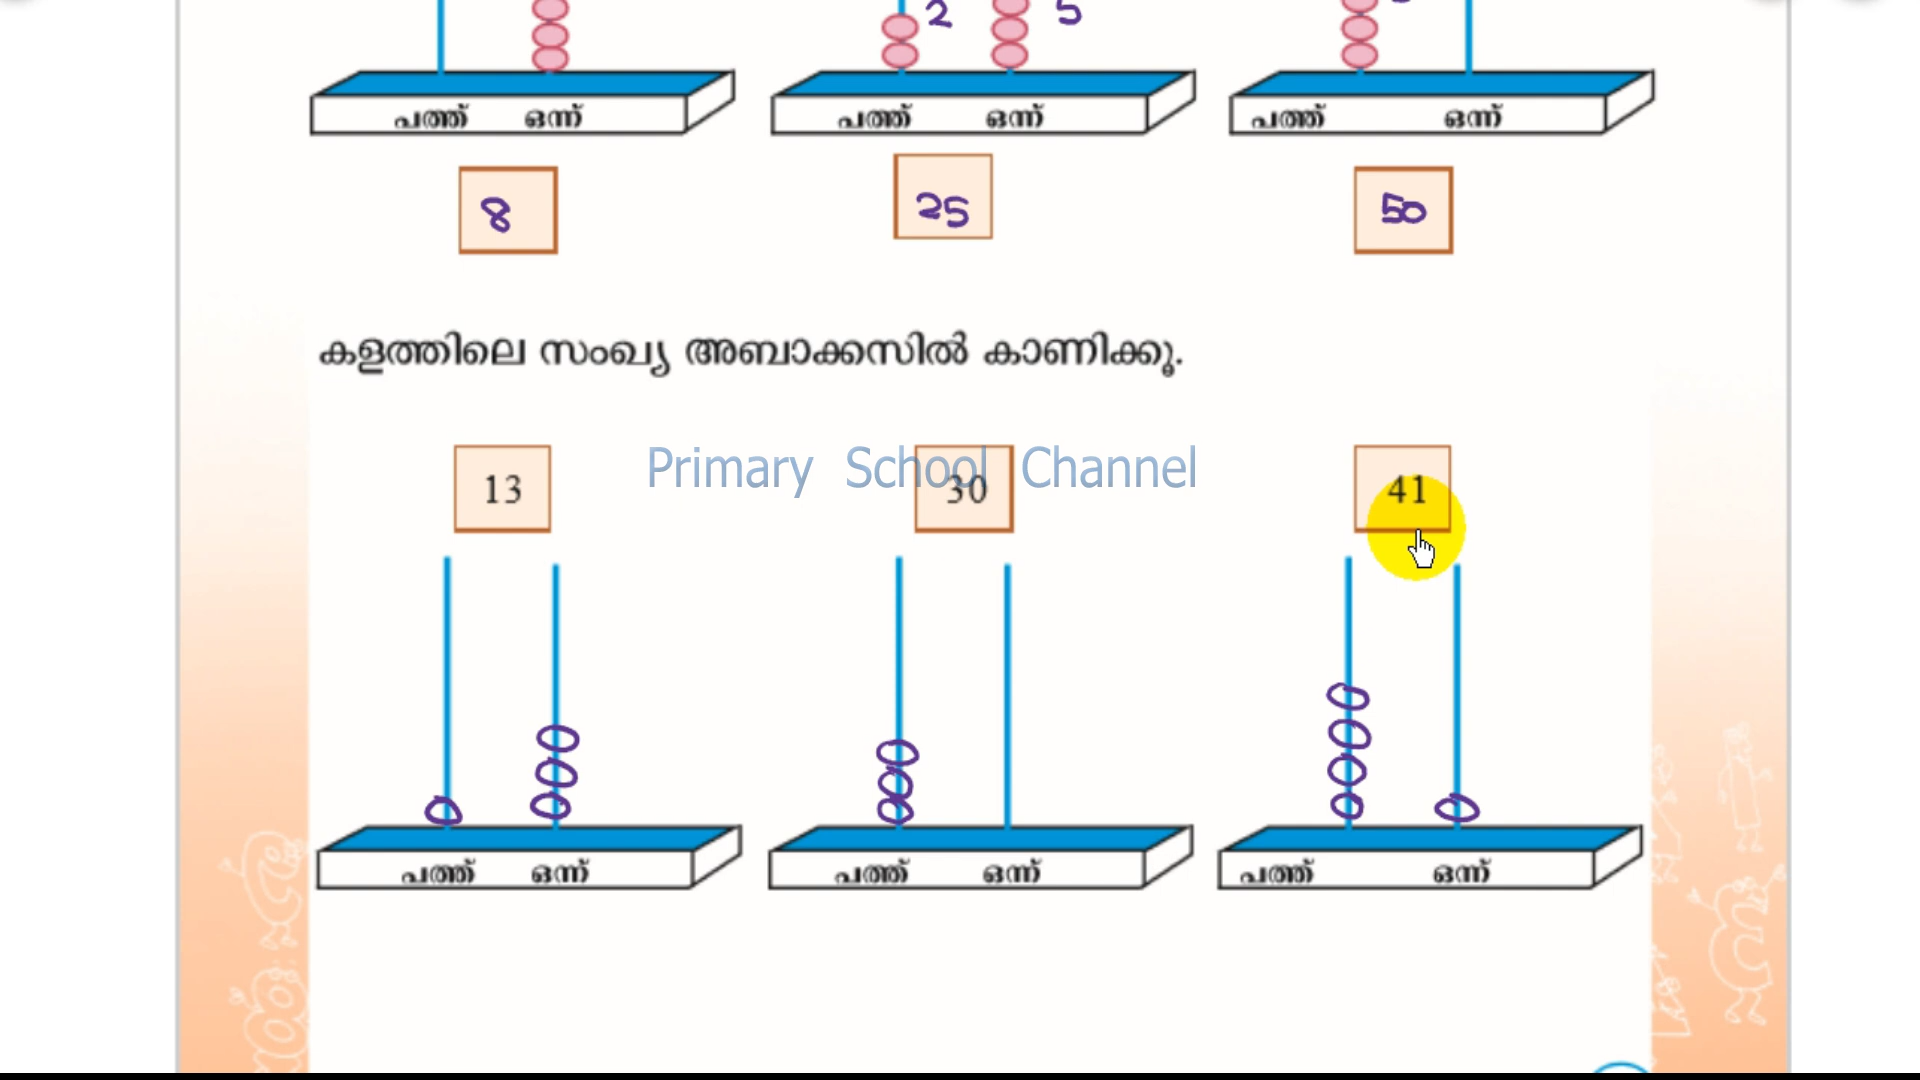 2 5
പത്ത് ഒന്ന് പത്ത് ഒന്ന് പത്ത് ഒന്ന്
8 25 50
കളത്തിലെ സംഖ്യ അബാക്കസിൽ കാണിക്കൂ.
Primary School Channel
13 30 41
പത്ത് ഒന്ന് പത്ത് ഒന്ന് പത്ത് ഒന്ന്